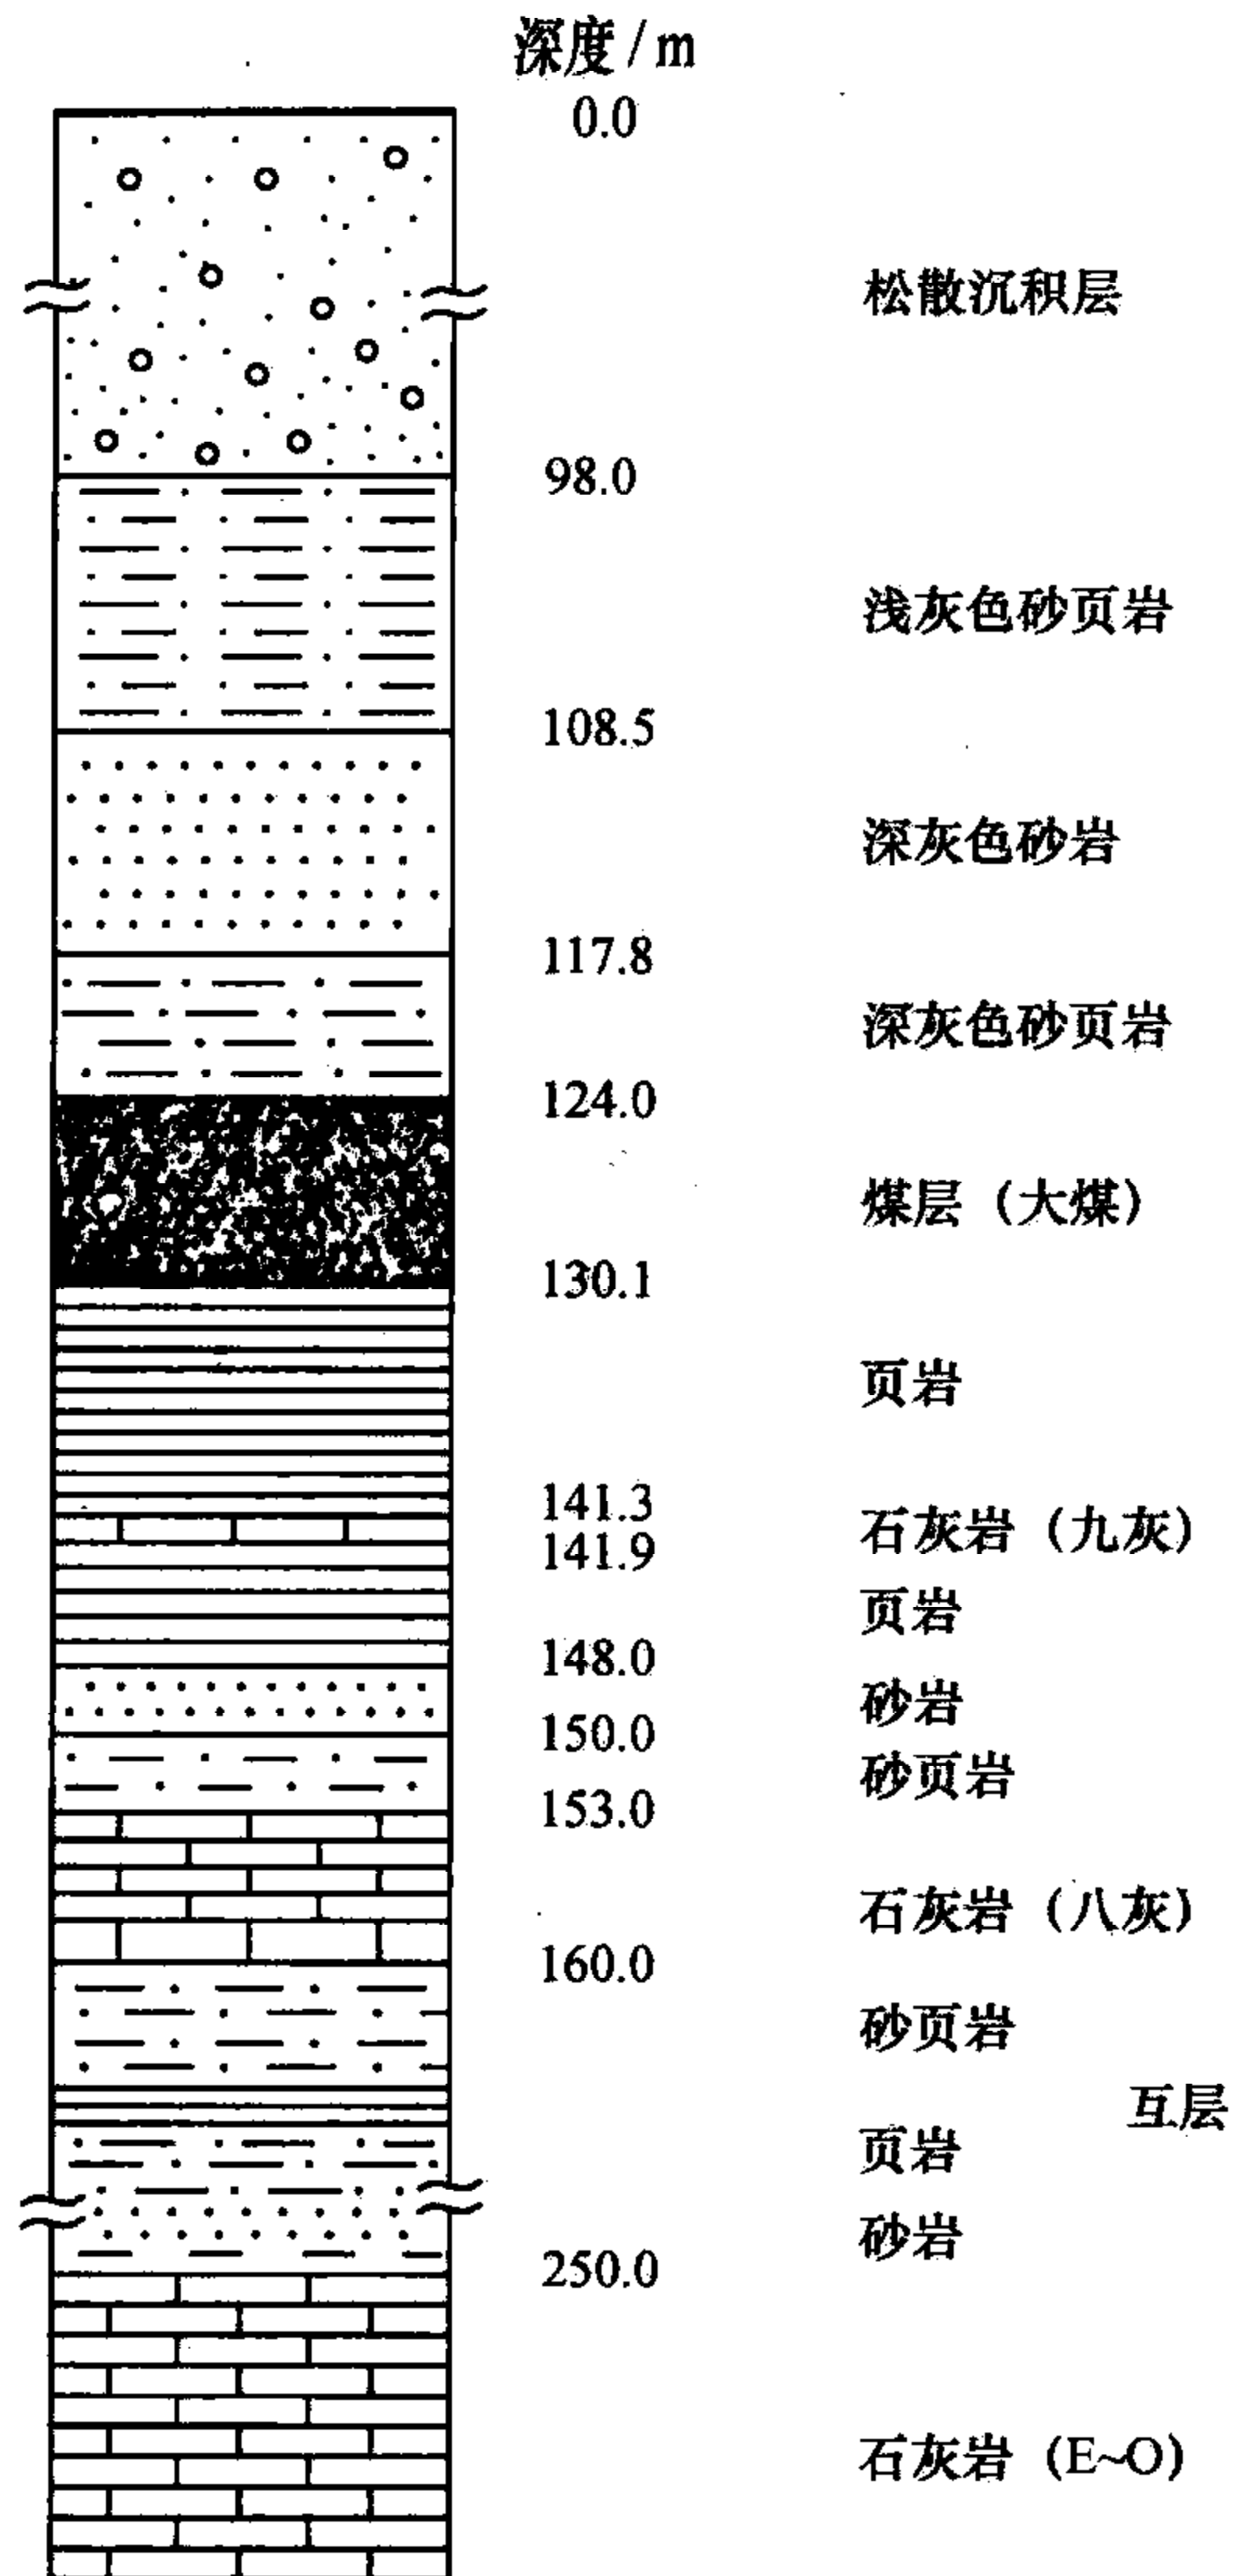 深度/m
0.0
松散沉积层
98.0
浅灰色砂页岩
108.5
深灰色砂岩
117.8
深灰色砂页岩
124.0
煤层（大煤）
130.1
页岩
141.3
石灰岩（九灰）
141.9
页岩
148.0
砂岩
150.0
砂页岩
153.0
石灰岩（八灰）
160.0
砂页岩
互层
页岩
砂岩
250.0
石灰岩（E~O）